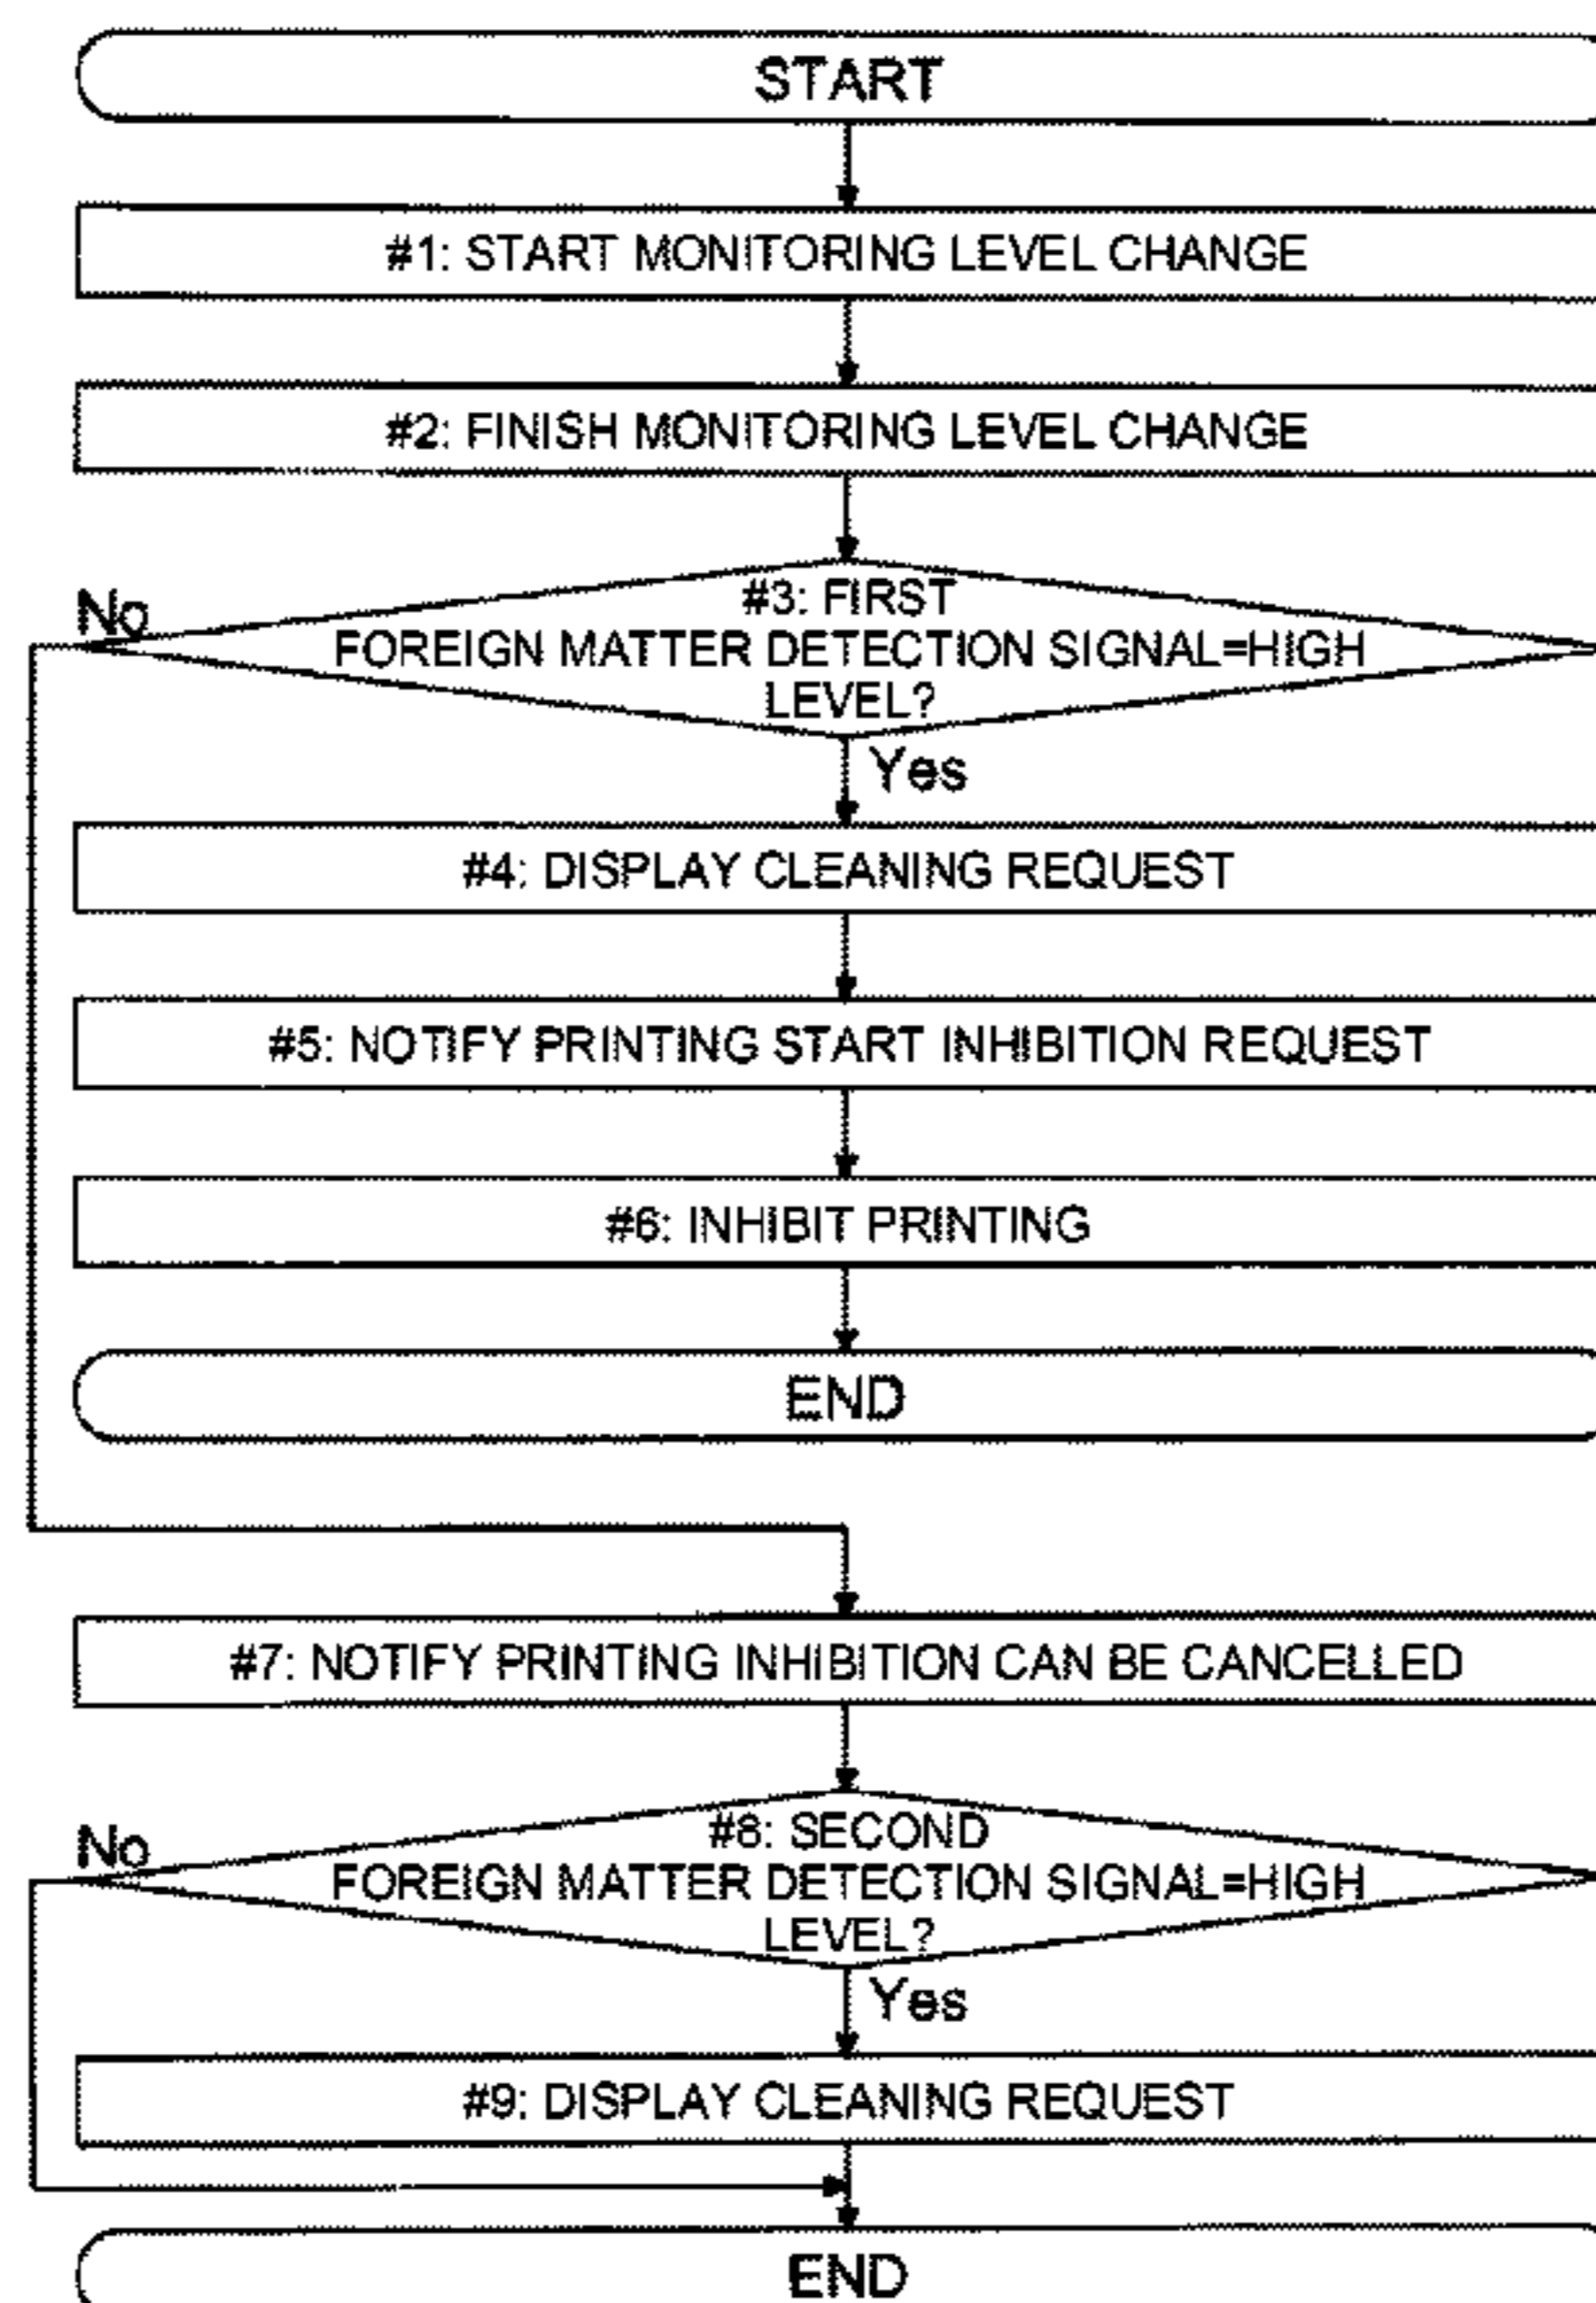 START
#1: START MONITORING LEVEL CHANGE
#2: FINISH MONITORING LEVEL CHANGE
No
#3: FIRST
FOREIGN MATTER DETECTION SIGNAL=HIGH
LEVEL?
Yes
#4: DISPLAY CLEANING REQUEST
#5: NOTIFY PRINTING START INHIBITION REQUEST
#6: INHIBIT PRINTING
END
#7: NOTIFY PRINTING INHIBITION CAN BE CANCELLED
No
#8: SECOND
FOREIGN MATTER DETECTION SIGNAL=HIGH
LEVEL?
Yes
#9: DISPLAY CLEANING REQUEST
END